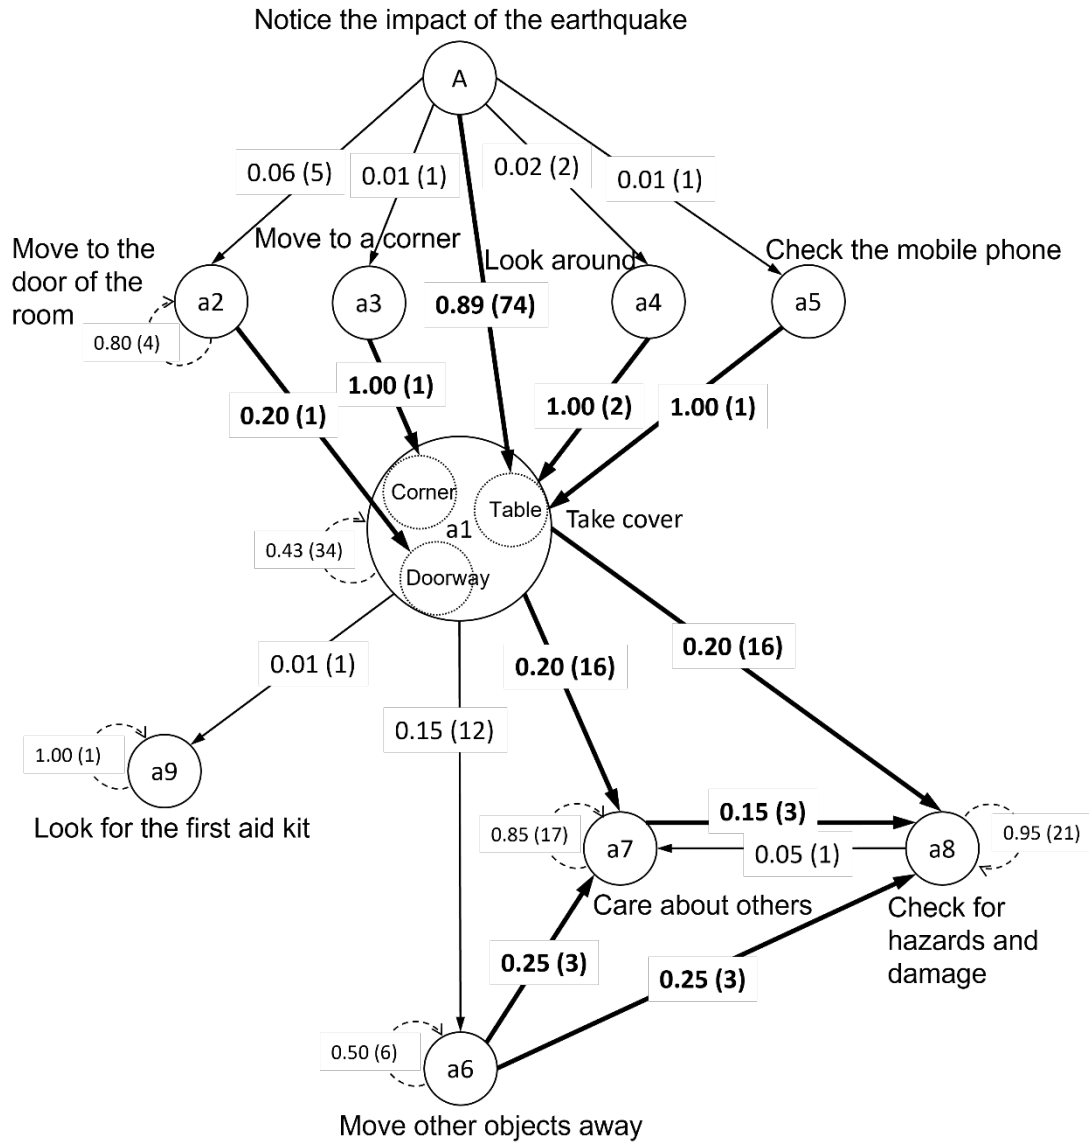 Notice the impact of the earthquake
A
0.06 (5)
0.01 (1)
0.02 (2)
0.01 (1)
Move to the
door of the
room
Move to a corner
Look around
Check the mobile phone
a2
a3
0.89 (74)
a4
a5
0.80 (4)
0.20 (1)
1.00 (1)
1.00 (2)
1.00 (1)
Corner
Table
a1
Take cover
Doorway
0.43 (34)
0.01 (1)
0.20 (16)
0.20 (16)
0.15 (12)
1.00 (1)
a9
Look for the first aid kit
0.85 (17)
a7
0.15 (3)
0.05 (1)
a8
0.95 (21)
Care about others
Check for
hazards and
damage
0.25 (3)
0.25 (3)
0.50 (6)
a6
Move other objects away